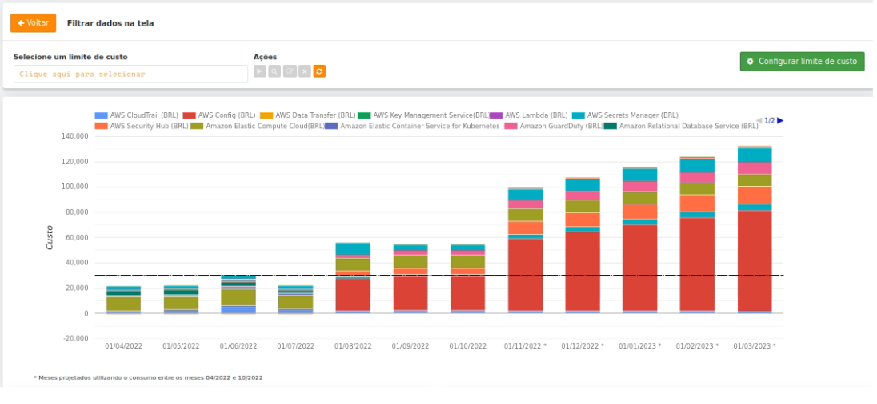 Voltar Filtrar dados na tela
Selecione um limite de custo Ações
Clique aqui para selecionar
Configurar limite de custo
AWS CloudTrail (BRL) AWS Config (BRL) AWS Data Transfer (BRL) AWS Key Management Service(BRL) AWS Lambda (BRL) AWS Secrets Manager (BRL)
1/2
AWS Security Hub (BRL) Amazon Elastic Compute Cloud(BRL) Amazon Elastic Container Service for Kubernetes Amazon GuardDuty (BRL) Amazon Relational Database Service (BRL)
140,000
120,000
100,000
80,000
60,000
40,000
20,000
0
-20,000
Custo
01/04/2022 01/05/2022 01/06/2022 01/07/2022 01/08/2022 01/09/2022 01/10/2022 01/11/2022 * 01/12/2022 * 01/01/2023 * 01/02/2023 * 01/03/2023 *
* Meses projetados utilizando o consumo entre os meses 04/2022 e 10/2022